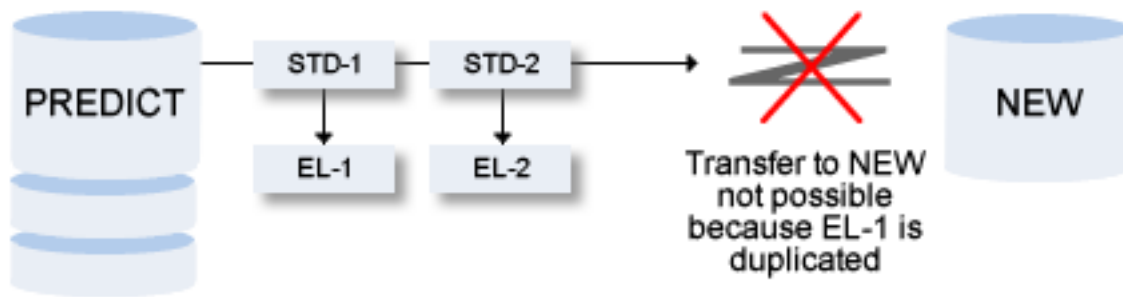 PREDICT
STD-1
STD-2
EL-1
EL-2
Transfer to NEW
not possible
because EL-1 is
duplicated
NEW